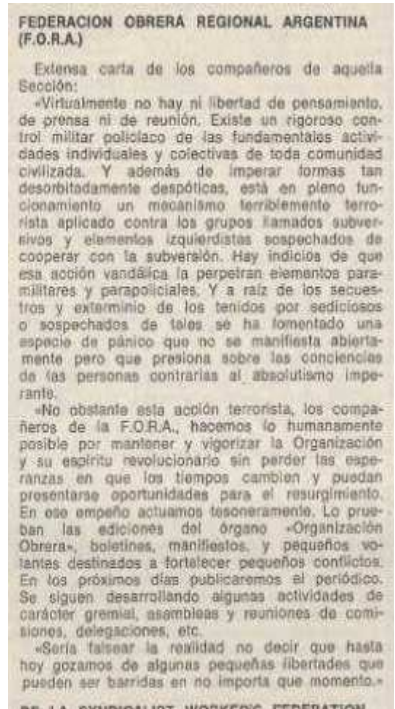 FEDERACION OBRERA REGIONAL ARGENTINA
(F.O.R.A.)
Extensa carta de los compañeros de aquella
Sección:
«Virtualmente no hay ni libertad de pensamiento,
de prensa ni de reunión. Existe un rigoroso con-
trol militar policíaco de las fundamentales activi-
dades individuales y colectivas de toda comunidad
civilizada. Y además de imperar formas tan
desorbitadamente despóticas, está en pleno fun-
cionamiento un mecanismo terriblemente terro-
rista aplicado contra los grupos llamados subver-
sivos y elementos izquierdistas sospechados de
cooperar con la subversión. Hay indicios de que
esa acción vandálica la perpetran elementos para-
militares y parapoliciales. Y a raíz de los secues-
tros y exterminio de los tenidos por sediciosos
o sospechados de tales se ha fomentado una
especie de pánico que no se manifiesta abierta-
mente pero que presiona sobre las conciencias
de las personas contrarias al absolutismo impe-
rante.
«No obstante esta acción terrorista, los compa-
ñeros de la F.O.R.A., hacemos lo humanamente
posible por mantener y vigorizar la Organización
y su espíritu revolucionario sin perder las espe-
ranzas en que los tiempos cambien y puedan
presentarse oportunidades para el resurgimiento.
En ese empeño actuamos tesoneramente. Lo prue-
ban las ediciones del órgano «Organización
Obrera», boletines, manifiestos, y pequeños vo-
lantes destinados a fortalecer pequeños conflictos.
En los próximos días publicaremos el periódico.
Se siguen desarrollando algunas actividades de
carácter gremial, asambleas y reuniones de comi-
siones, delegaciones, etc.
«Sería falsear la realidad no decir que hasta
hoy gozamos de algunas pequeñas libertades que
pueden ser barridas en no importa que momento.»
DE LA SYNDICALIST WORKER'S FEDERATION